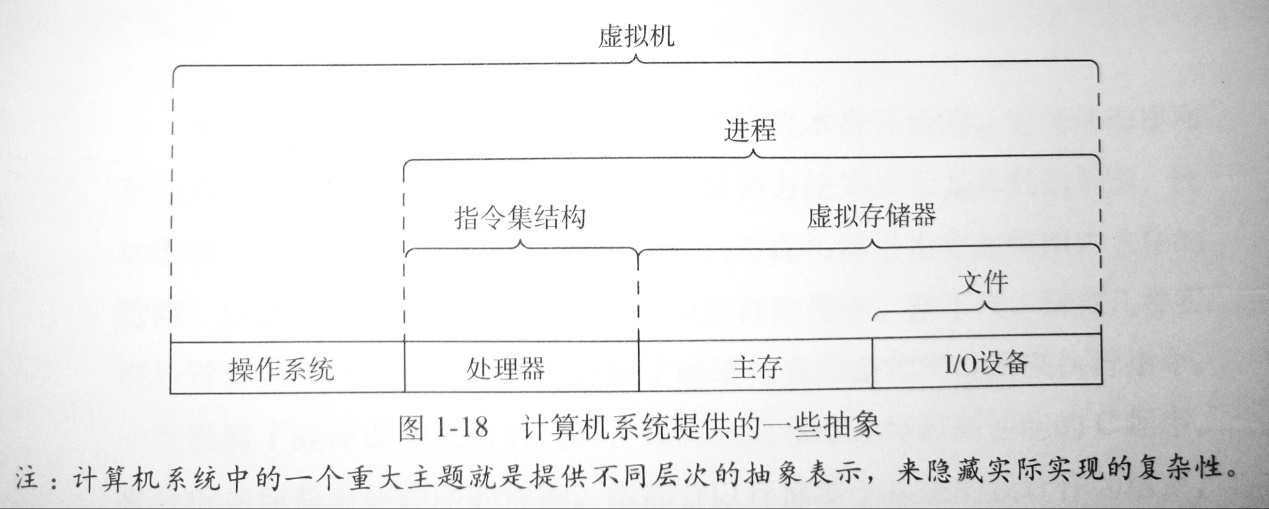 虚拟机
进程
指令集结构 虚拟存储器
文件
操作系统 处理器 主存 I/O设备
图 1-18 计算机系统提供的一些抽象
注：计算机系统中的一个重大主题就是提供不同层次的抽象表示，来隐藏实际实现的复杂性。